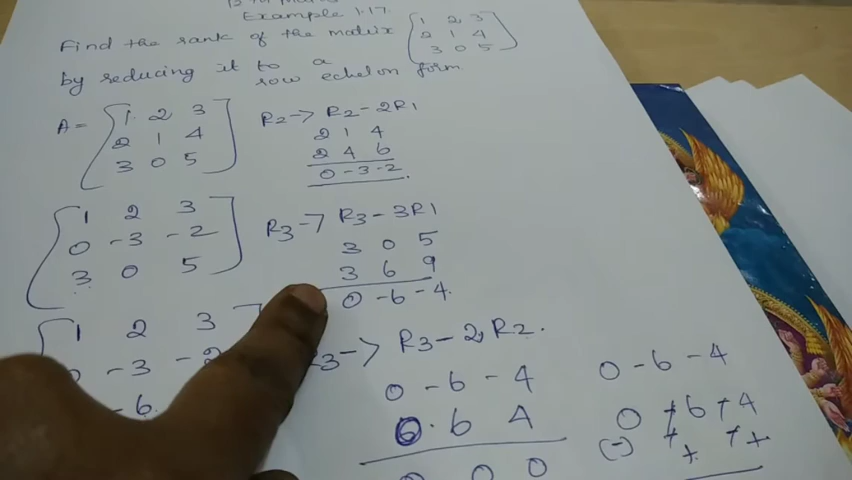 Example 1.17
Find the rank of the matrix
1 2 3
2 1 4
3 0 5
by reducing it to a row echelon form
A = 1 2 3
2 1 4
3 0 5
R2 -> R2 - 2R1
2 1 4
2 4 6
0 -3 -2
1 2 3
0 -3 -2
3 0 5
R3 -> R3 - 3R1
3 0 5
3 6 9
0 -6 -4
1 2 3
-3 -2
-6
-> R3 - 2R2
0 -6 -4
0 6 4
0 0 0
0 -6 -4